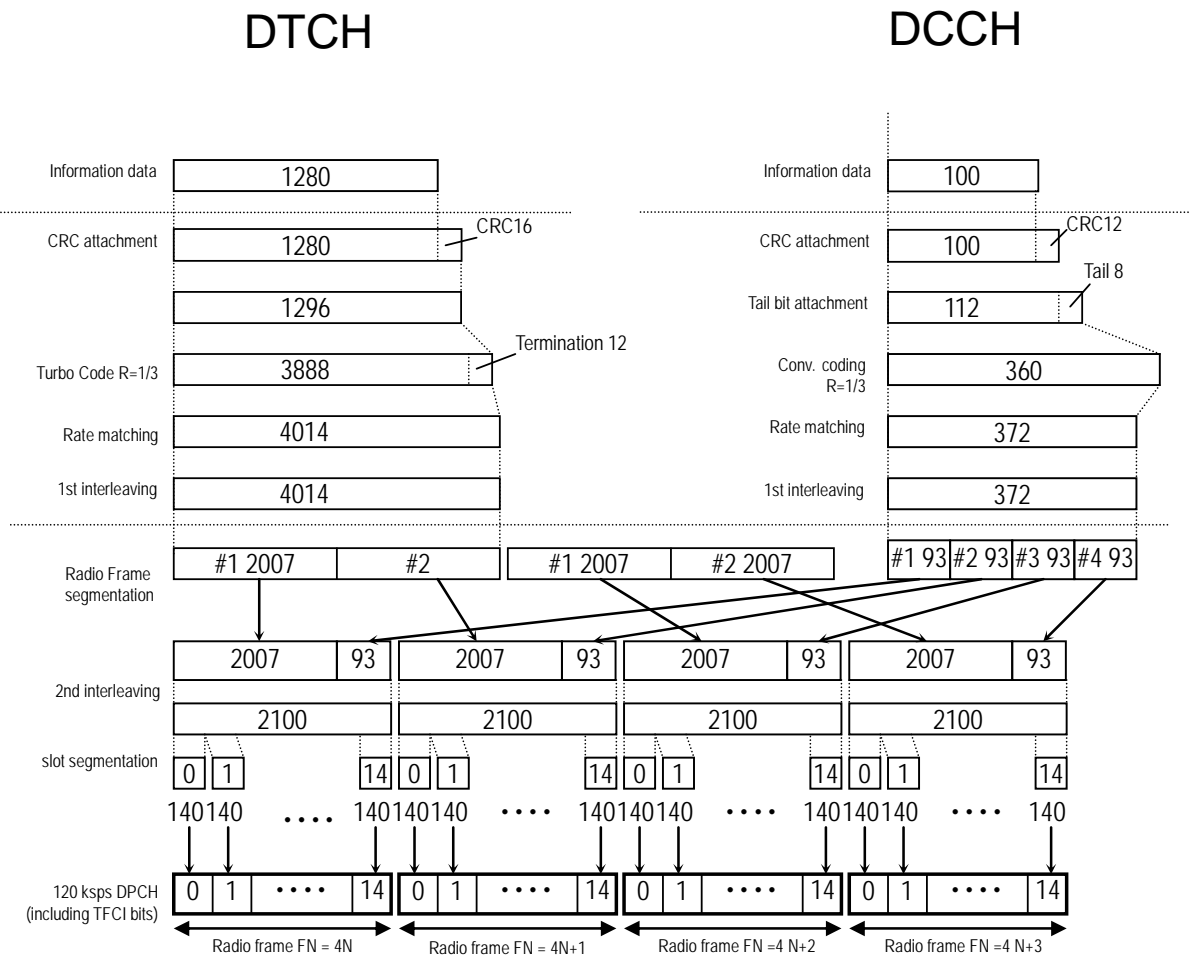 DTCH DCCH
Information data 1280 Information data 100
CRC attachment 1280 CRC16 CRC attachment 100 CRC12
1296 Tail bit attachment 112 Tail 8
Turbo Code R=1/3 3888 Termination 12 Conv. coding
R=1/3 360
Rate matching 4014 Rate matching 372
1st interleaving 4014 1st interleaving 372
Radio Frame
segmentation #1 2007 #2 #1 2007 #2 2007 #1 93 #2 93 #3 93 #4 93
2007 93 2007 93 2007 93 2007 93
2nd interleaving
2100 2100 2100 2100
slot segmentation 0 1 14 0 1 14 0 1 14 0 1 14
140 140 •••• 140 140 140 •••• 140 140 140 •••• 140 140 140 •••• 140
120 ksps DPCH
(including TFCI bits) 0 1 •••• 14 0 1 •••• 14 0 1 •••• 14 0 1 •••• 14
Radio frame FN = 4N Radio frame FN = 4N+1 Radio frame FN =4 N+2 Radio frame FN =4 N+3